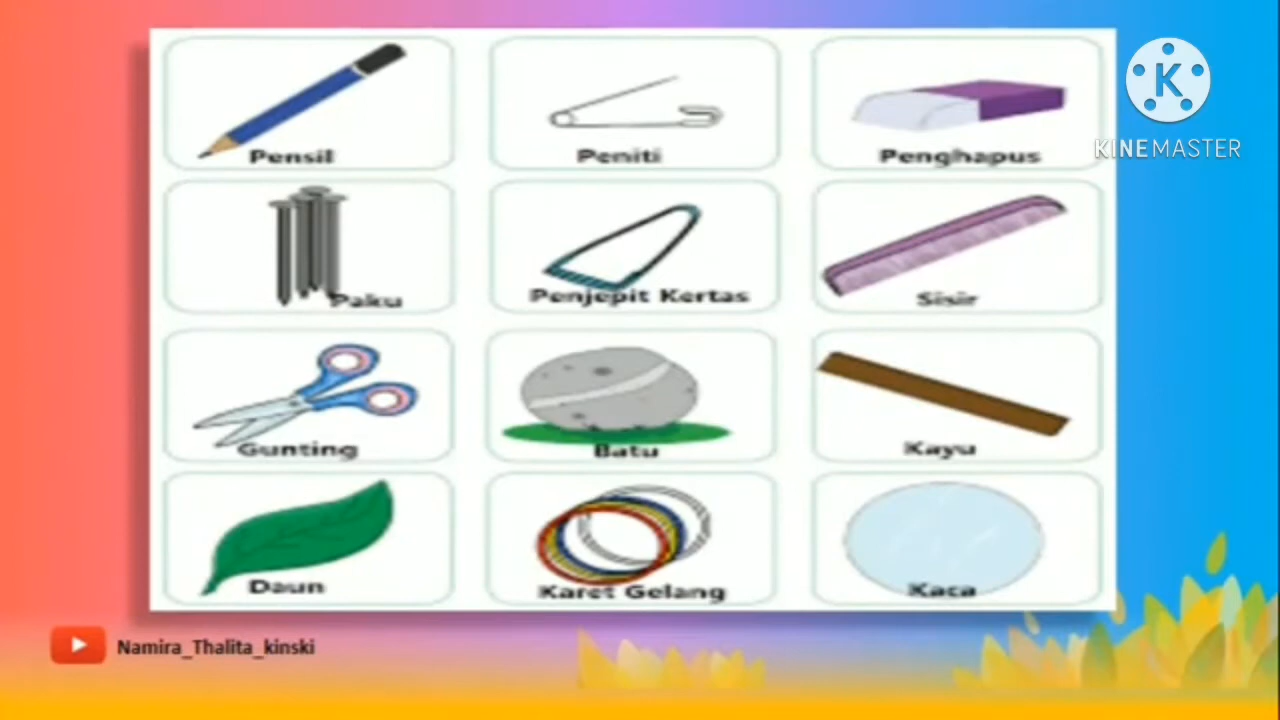 Pensil
Peniti
Penghapus
K
KINEMASTER
Paku
Penjepit Kertas
Sisir
Gunting
Batu
Kayu
Daun
Karet Gelang
Kaca
Namira_Thalita_kinski